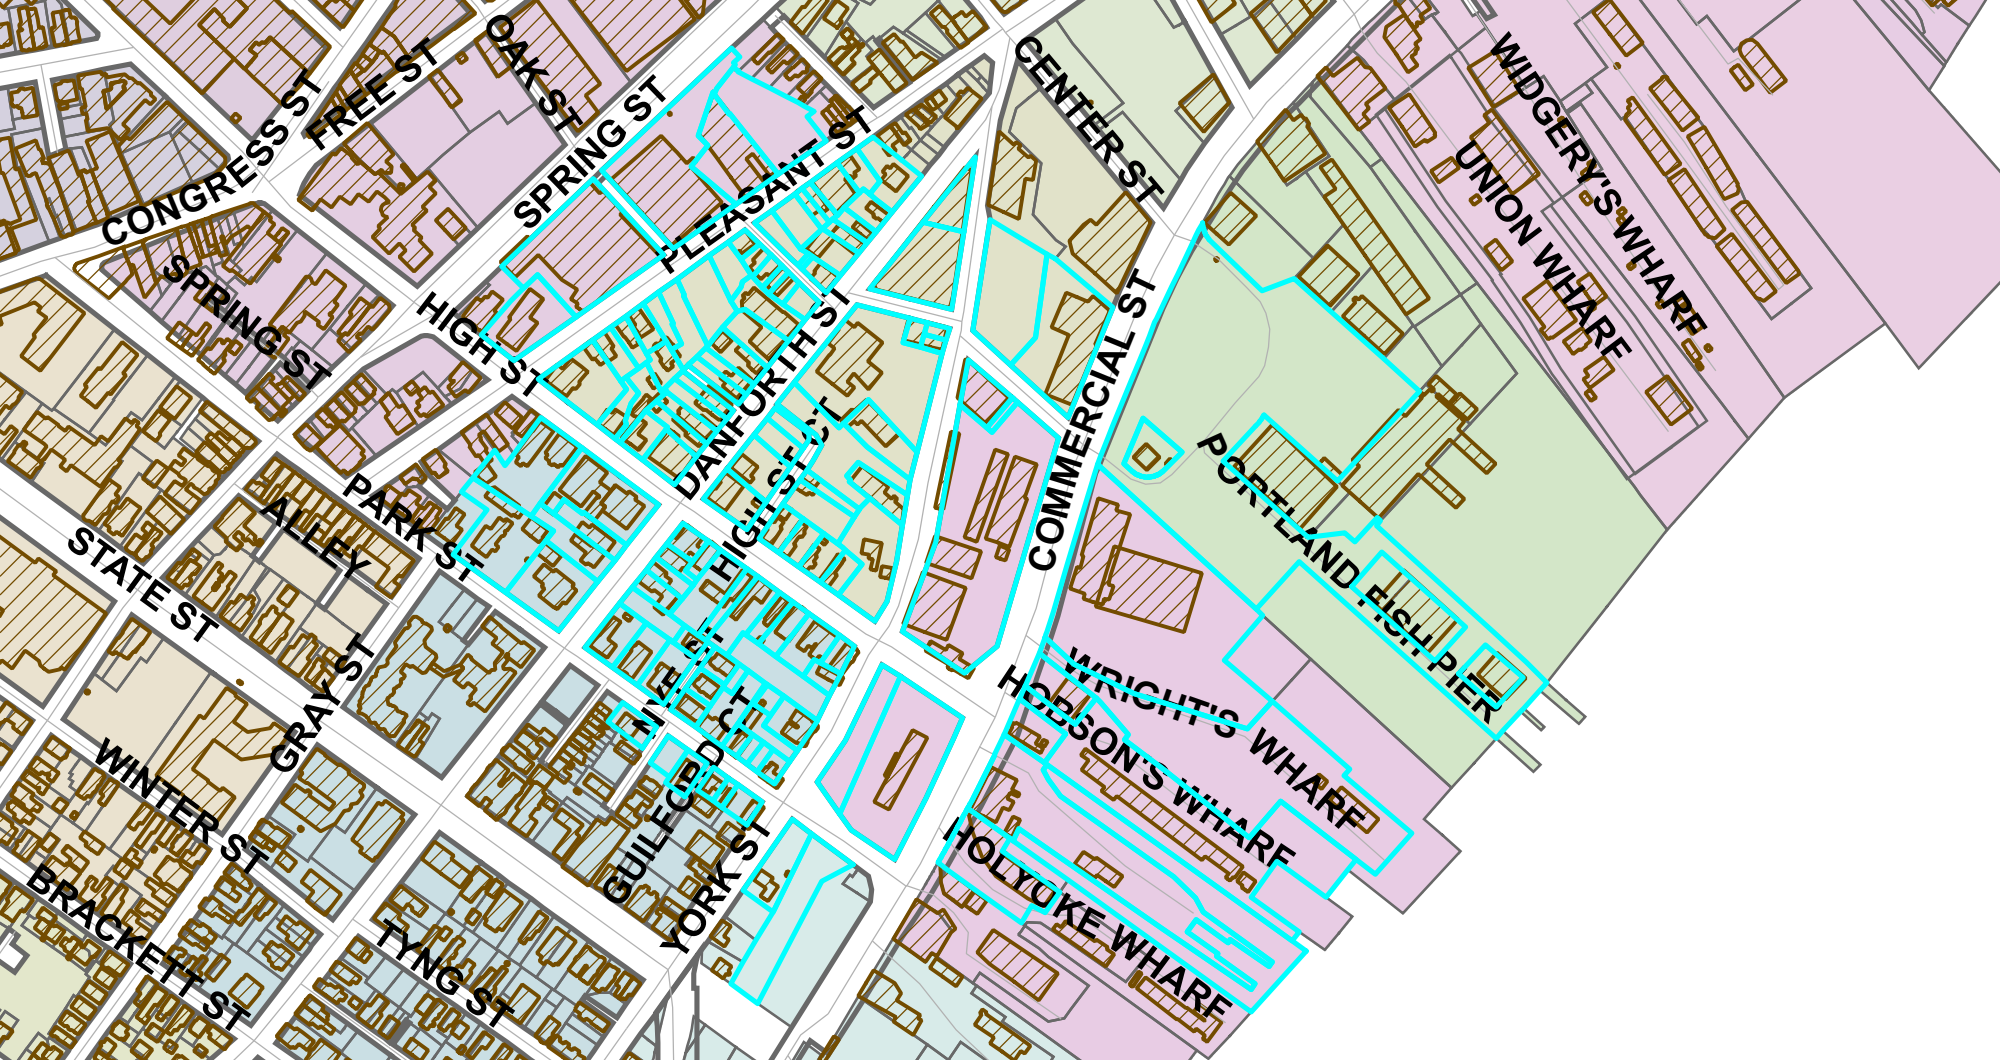 OAK ST
CENTER ST
WIDGERY'S WHARF
FREE ST
CONGRESS ST
SPRING ST
PLEASANT ST
UNION WHARF
SPRING ST
HIGH ST
DANFORTH ST
COMMERCIAL ST
HIGH ST CT
PORTLAND FISH PIER
PARK ST
ALLEY
STATE ST
GRAY ST
NYE ST
WRIGHT'S WHARF
HOBSON'S WHARF
WINTER ST
GUILFORD CT
YORK ST
HOLYOKE WHARF
BRACKETT ST
TYNG ST